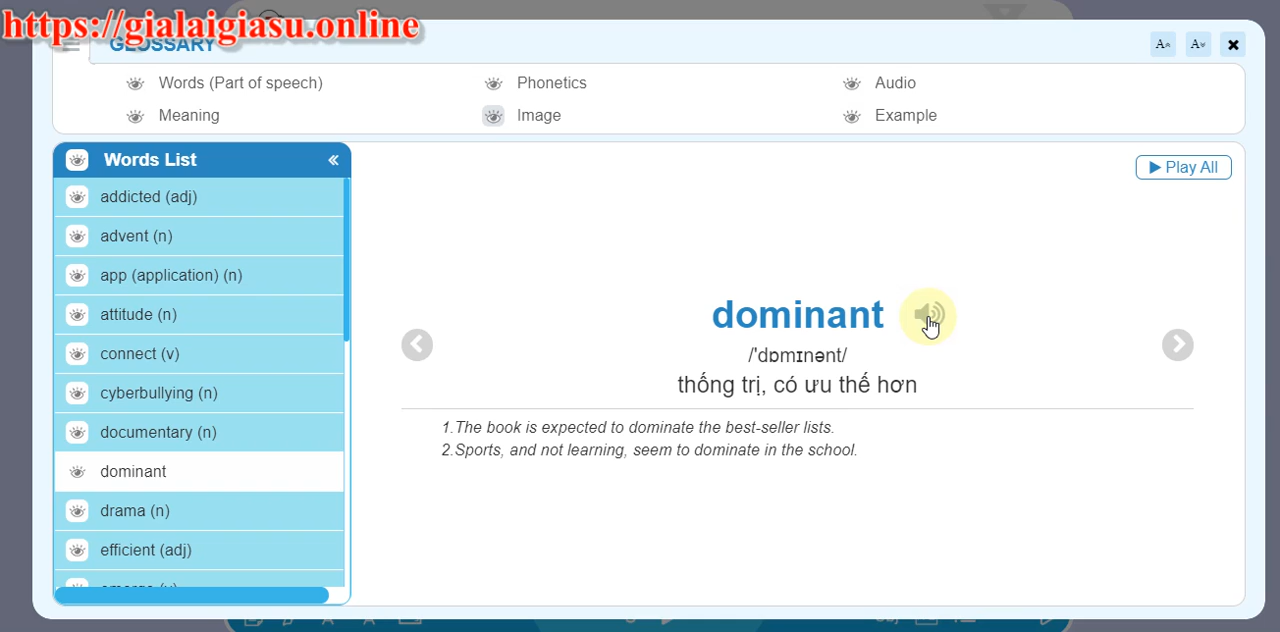 https://gialaigiasu.online
GLOSSARY
A A
Words (Part of speech) Phonetics Audio
Meaning Image Example
Words List
Play All
addicted (adj)
advent (n)
app (application) (n)
attitude (n)
connect (v)
cyberbullying (n)
documentary (n)
dominant
drama (n)
efficient (adj)
dominant
/'dɒmɪnənt/
thống trị, có ưu thế hơn
1.The book is expected to dominate the best-seller lists.
2.Sports, and not learning, seem to dominate in the school.